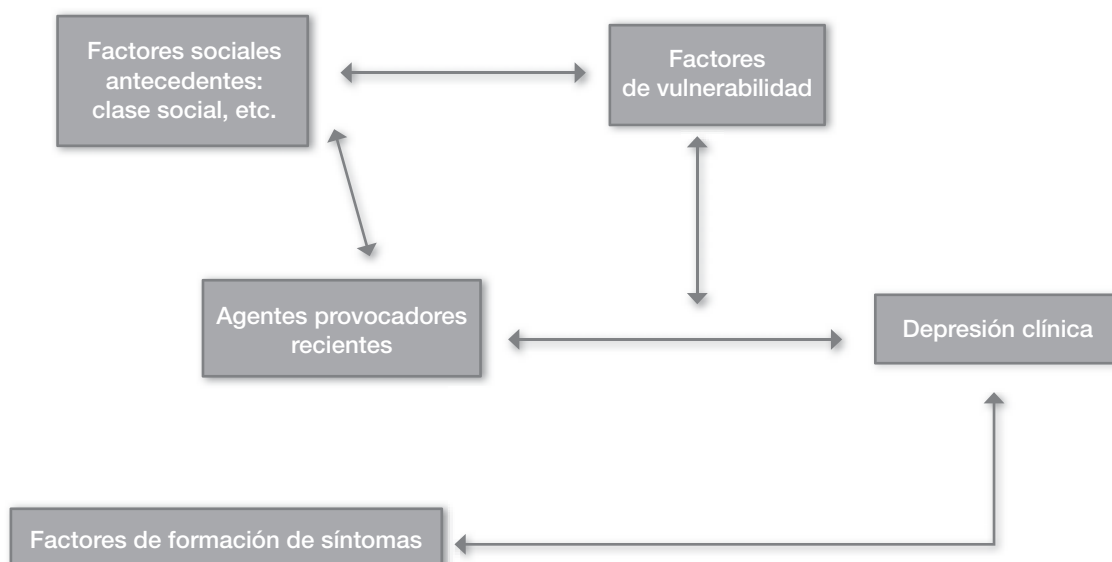 Factores sociales
antecedentes:
clase social, etc.
Factores
de vulnerabilidad
Agentes provocadores
recientes
Depresión clínica
Factores de formación de síntomas